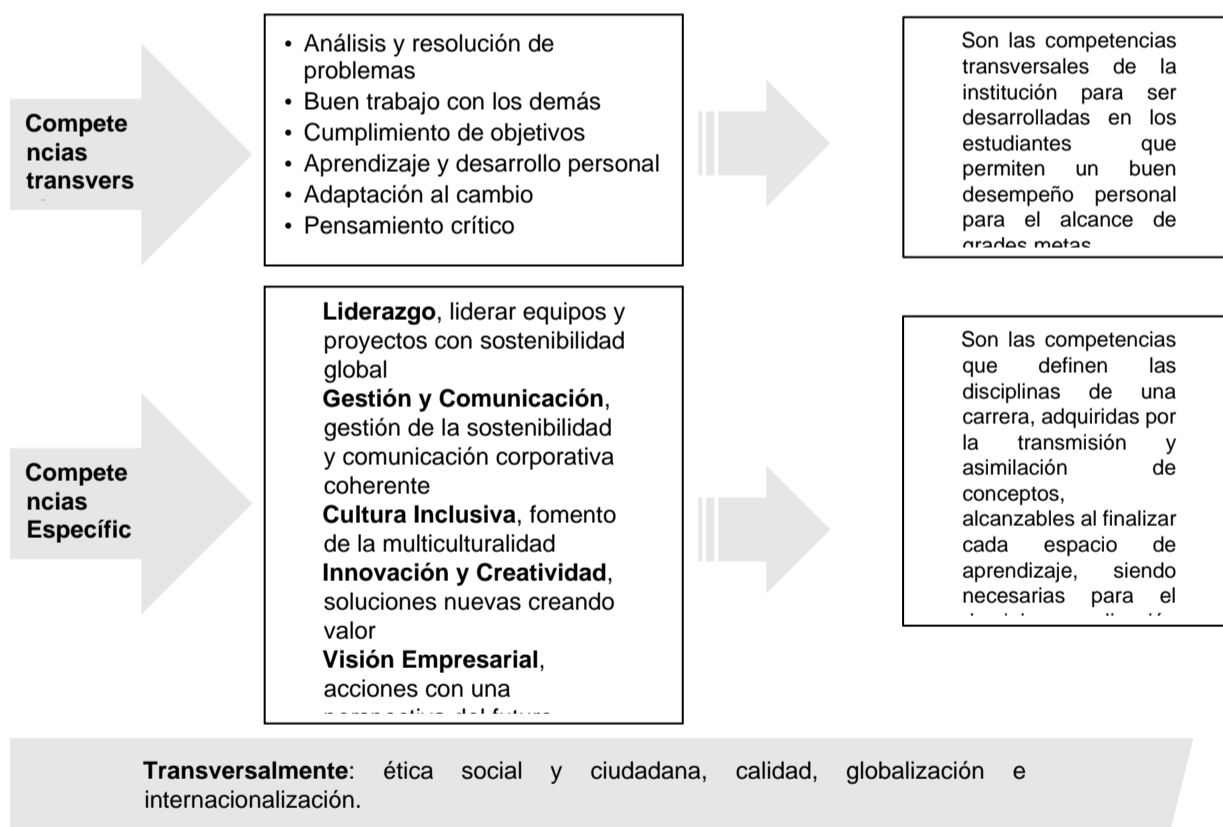 Compete
ncias
transvers
• Análisis y resolución de
problemas
• Buen trabajo con los demás
• Cumplimiento de objetivos
• Aprendizaje y desarrollo personal
• Adaptación al cambio
• Pensamiento crítico
Son las competencias
transversales de la
institución para ser
desarrolladas en los
estudiantes que
permiten un buen
desempeño personal
para el alcance de
grades metas
Compete
ncias
Específic
Liderazgo, liderar equipos y
proyectos con sostenibilidad
global
Gestión y Comunicación,
gestión de la sostenibilidad
y comunicación corporativa
coherente
Cultura Inclusiva, fomento
de la multiculturalidad
Innovación y Creatividad,
soluciones nuevas creando
valor
Visión Empresarial,
acciones con una
Son las competencias
que definen las
disciplinas de una
carrera, adquiridas por
la transmisión y
asimilación de
conceptos,
alcanzables al finalizar
cada espacio de
aprendizaje, siendo
necesarias para el
Transversalmente: ética social y ciudadana, calidad, globalización e
internacionalización.